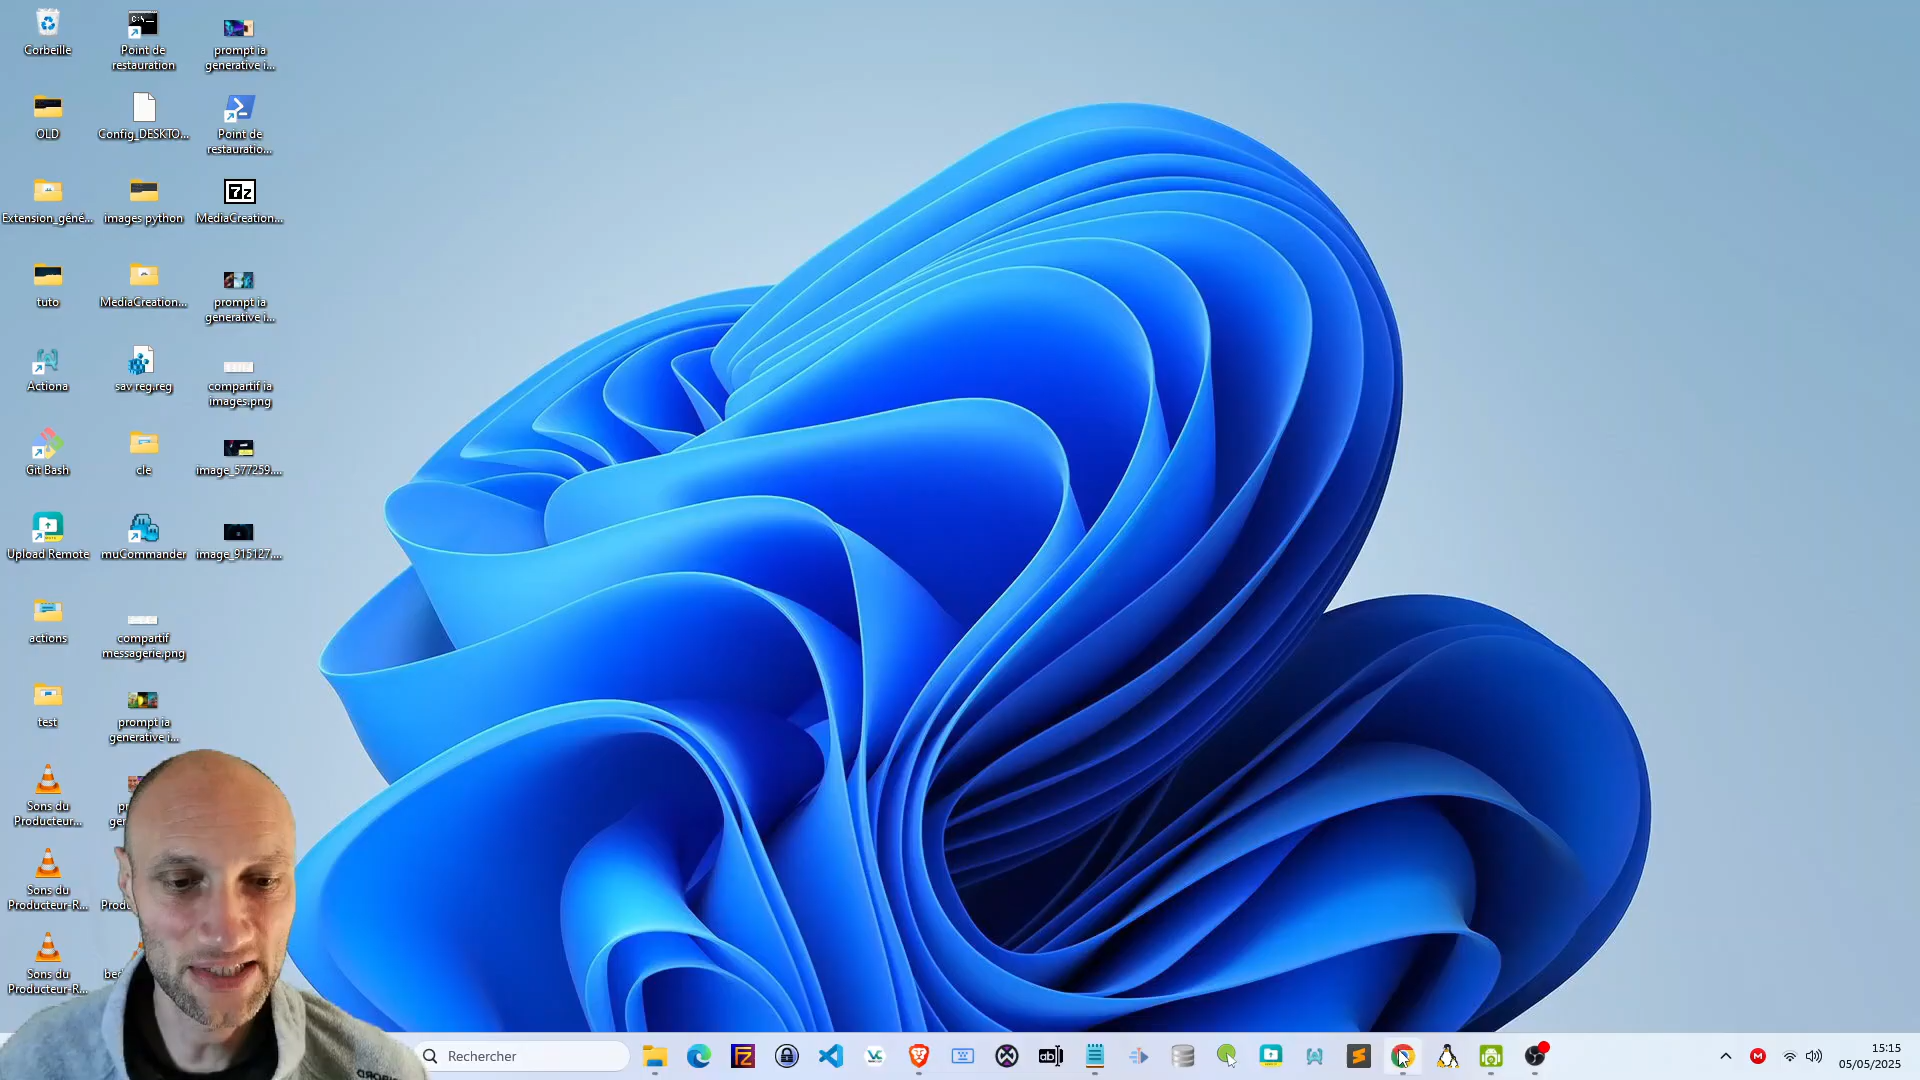 Corbeille
Point de
restauration
prompt ia
generative i...
OLD
Config_DESKTO...
Point de
restauratio...
Extension_géné...
images python
MediaCreation...
tuto
MediaCreation...
prompt ia
generative i...
Actiona
sav reg.reg
compartif ia
images.png
Git Bash
cle
image_577259....
Upload Remote
muCommander
image_915127....
actions
compartif
messagerie.png
test
prompt ia
generative i...
Sons du
Producteur...
Sons du
Producteur-R...
Sons du
Producteur-R...
Rechercher
15:15
05/05/2025